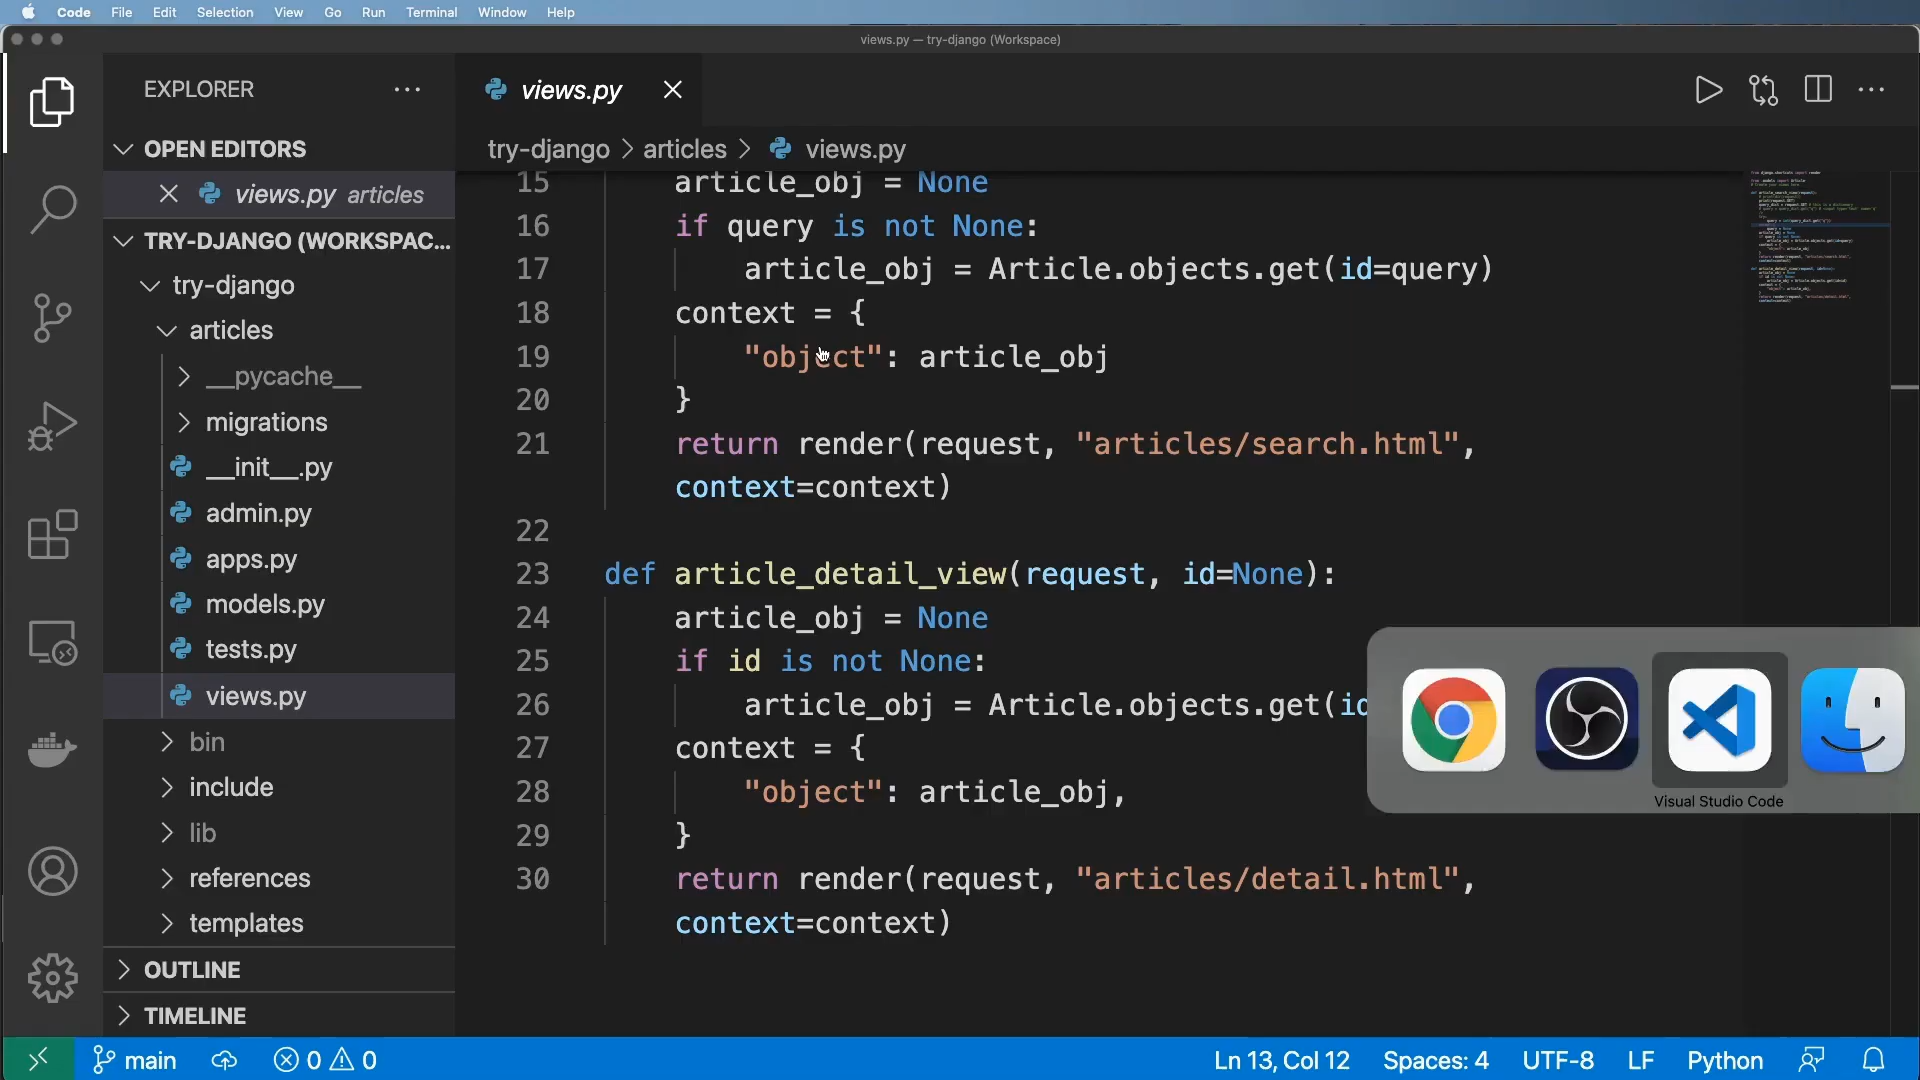 Code File Edit Selection View Go Run Terminal Window Help
views.py — try-django (Workspace)
EXPLORER
OPEN EDITORS
views.py articles
TRY-DJANGO (WORKSPAC...
try-django
articles
__pycache__
migrations
__init__.py
admin.py
apps.py
models.py
tests.py
views.py
bin
include
lib
references
templates
OUTLINE
TIMELINE
views.py
try-django > articles > views.py
15 article_obj = None
16 if query is not None:
17 article_obj = Article.objects.get(id=query)
18 context = {
19 "object": article_obj
20 }
21 return render(request, "articles/search.html",
context=context)
22
23 def article_detail_view(request, id=None):
24 article_obj = None
25 if id is not None:
26 article_obj = Article.objects.get(id
27 context = {
28 "object": article_obj,
29 }
30 return render(request, "articles/detail.html",
context=context)
Visual Studio Code
main 0 0 Ln 13, Col 12 Spaces: 4 UTF-8 LF Python